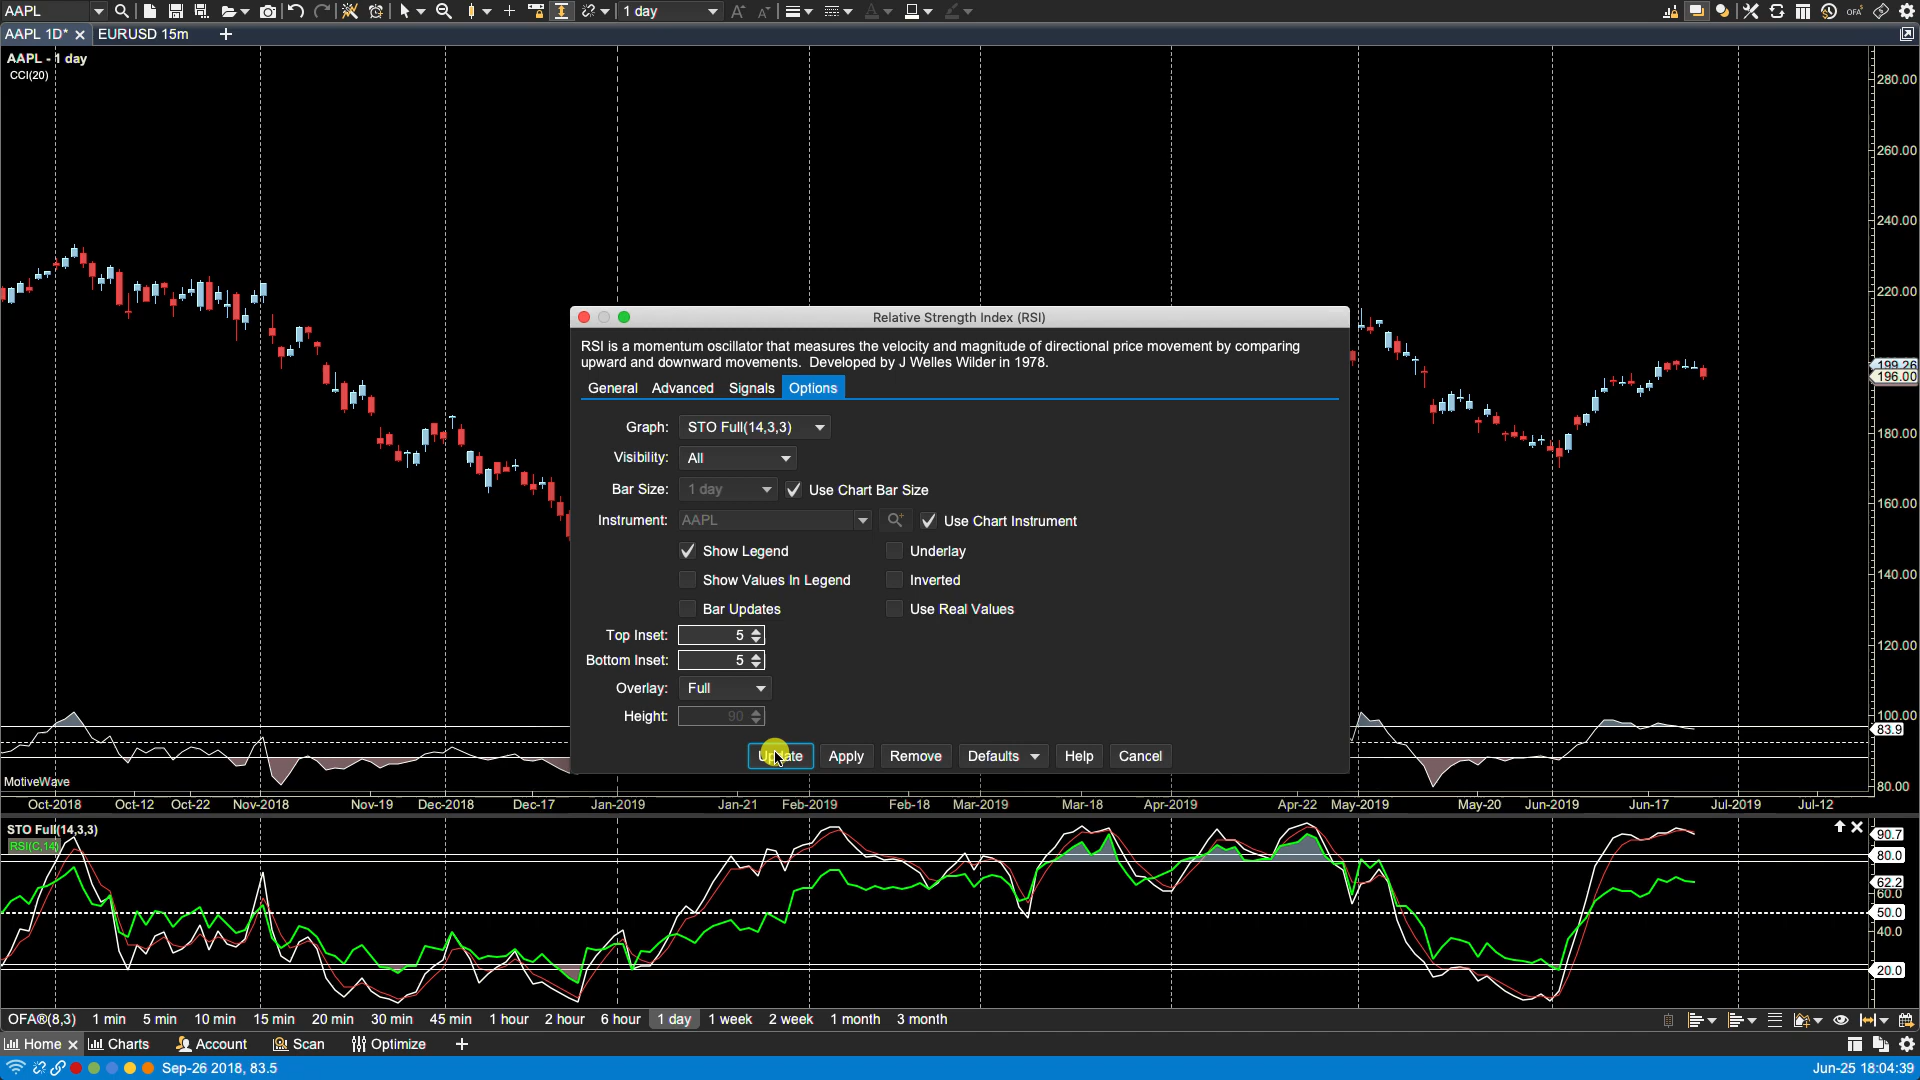 AAPL 1 day OFA
AAPL 1D* EURUSD 15m
AAPL - 1 day
CCI(20)
280.00
260.00
240.00
220.00
199.26
196.00
180.00
160.00
140.00
120.00
100.00
83.9
80.00
Relative Strength Index (RSI)
RSI is a momentum oscillator that measures the velocity and magnitude of directional price movement by comparing
upward and downward movements. Developed by J Welles Wilder in 1978.
General Advanced Signals Options
Graph: STO Full(14,3,3)
Visibility: All
Bar Size: 1 day Use Chart Bar Size
Instrument: AAPL Use Chart Instrument
Show Legend Underlay
Show Values In Legend Inverted
Bar Updates Use Real Values
Top Inset: 5
Bottom Inset: 5
Overlay: Full
Height: 90
Update Apply Remove Defaults Help Cancel
MotiveWave
Oct-2018 Oct-12 Oct-22 Nov-2018 Nov-19 Dec-2018 Dec-17 Jan-2019 Jan-21 Feb-2019 Feb-18 Mar-2019 Mar-18 Apr-2019 Apr-22 May-2019 May-20 Jun-2019 Jun-17 Jul-2019 Jul-12
STO Full(14,3,3)
RSI(C,14)
90.7
80.0
62.2
60.0
50.0
40.0
20.0
OFA®(8,3) 1 min 5 min 10 min 15 min 20 min 30 min 45 min 1 hour 2 hour 6 hour 1 day 1 week 2 week 1 month 3 month
Home Charts Account Scan Optimize
Sep-26 2018, 83.5 Jun-25 18:04:39